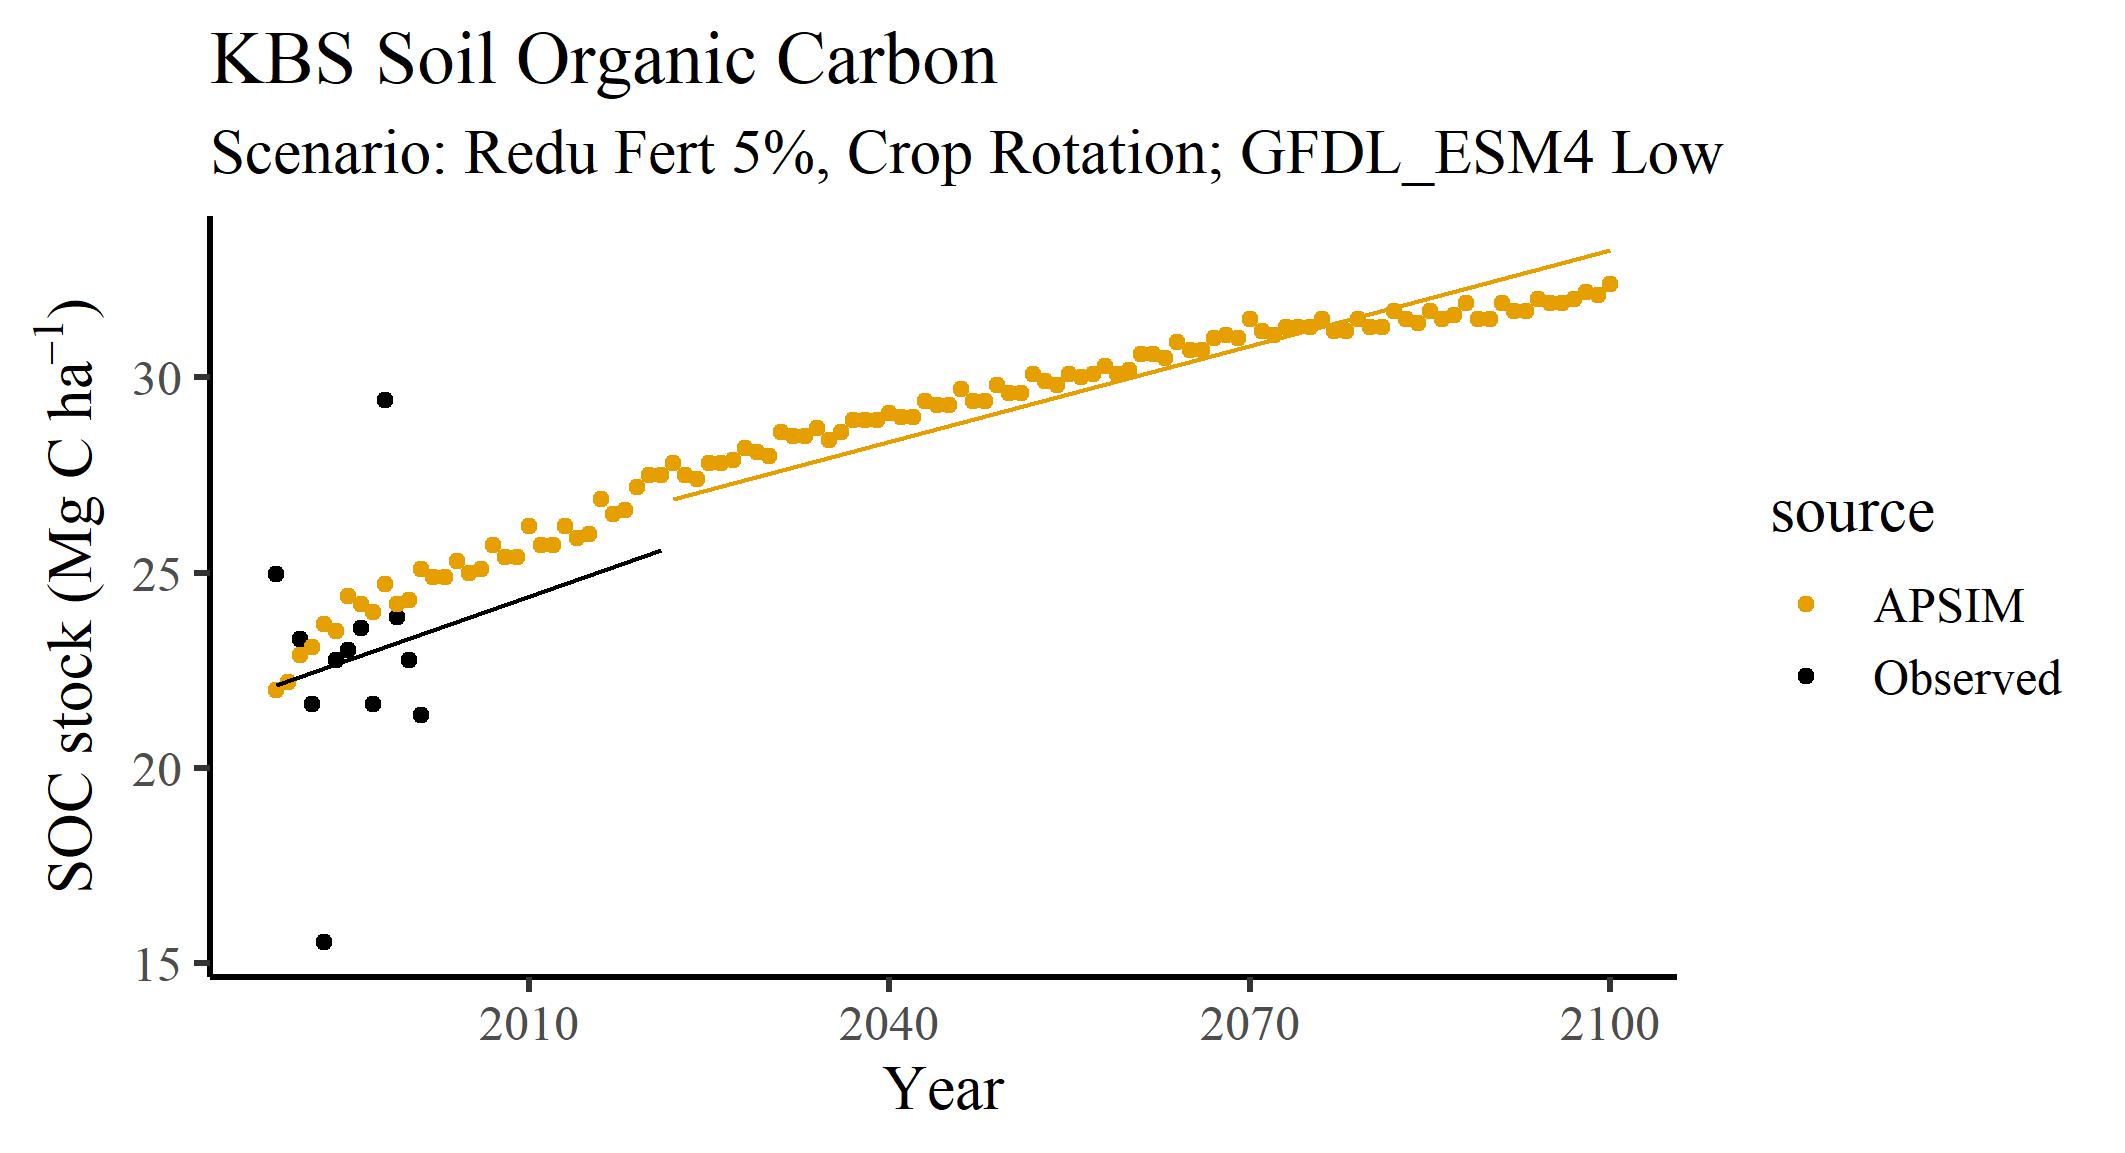 KBS Soil Organic Carbon
Scenario: Redu Fert 5%, Crop Rotation; GFDL_ESM4 Low
SOC stock (Mg C ha⁻¹)
30
25
20
15
2010 2040 2070 2100
Year
source
APSIM
Observed